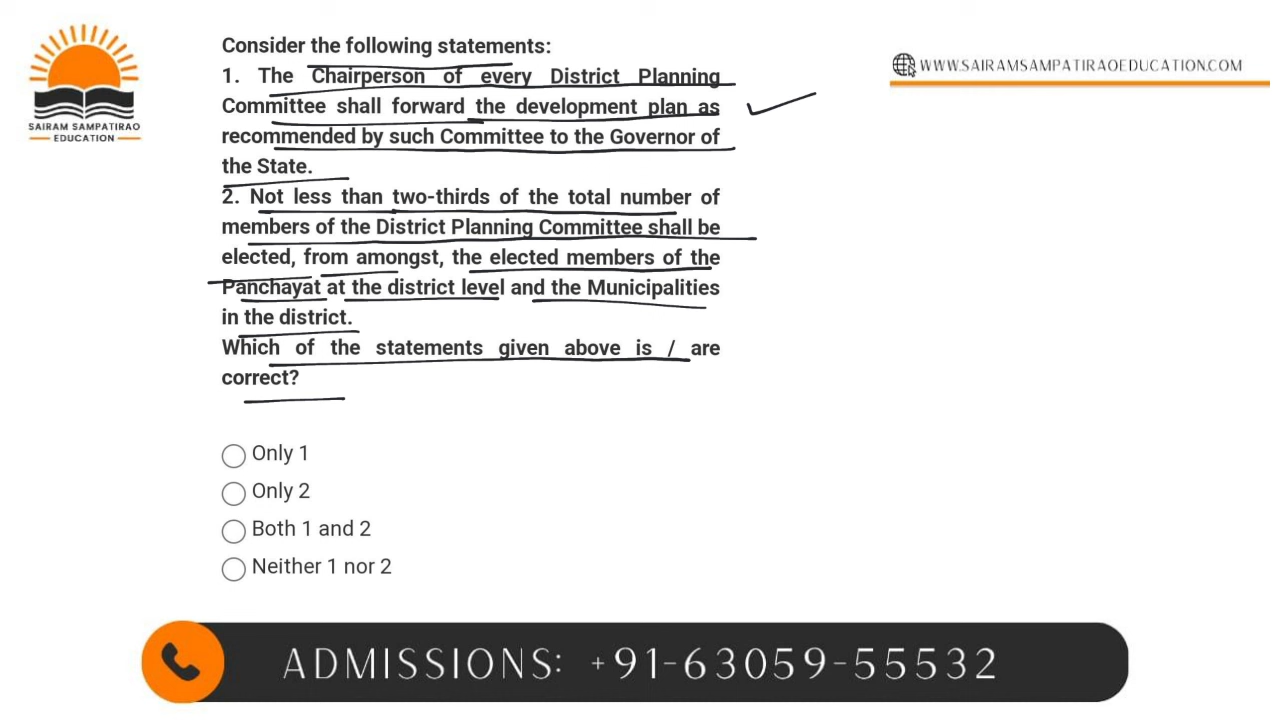 SAIRAM SAMPATIRAO
EDUCATION
WWW.SAIRAMSAMPATIRAOEDUCATION.COM
Consider the following statements:
1. The Chairperson of every District Planning
Committee shall forward the development plan as
recommended by such Committee to the Governor of
the State.
2. Not less than two-thirds of the total number of
members of the District Planning Committee shall be
elected, from amongst, the elected members of the
Panchayat at the district level and the Municipalities
in the district.
Which of the statements given above is / are
correct?
Only 1
Only 2
Both 1 and 2
Neither 1 nor 2
ADMISSIONS: +91-63059-55532